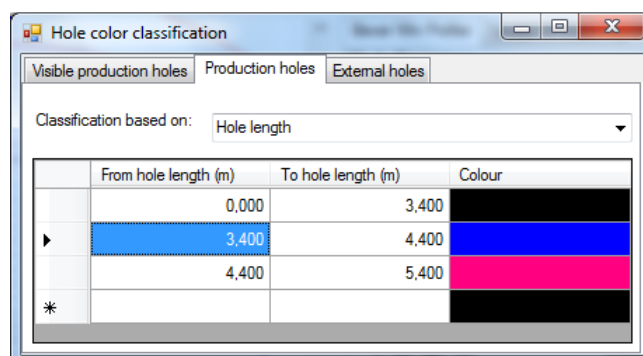 Hole color classification
Visible production holes Production holes External holes
Classification based on: Hole length
From hole length (m) To hole length (m) Colour
0,000 3,400
3,400 4,400
4,400 5,400